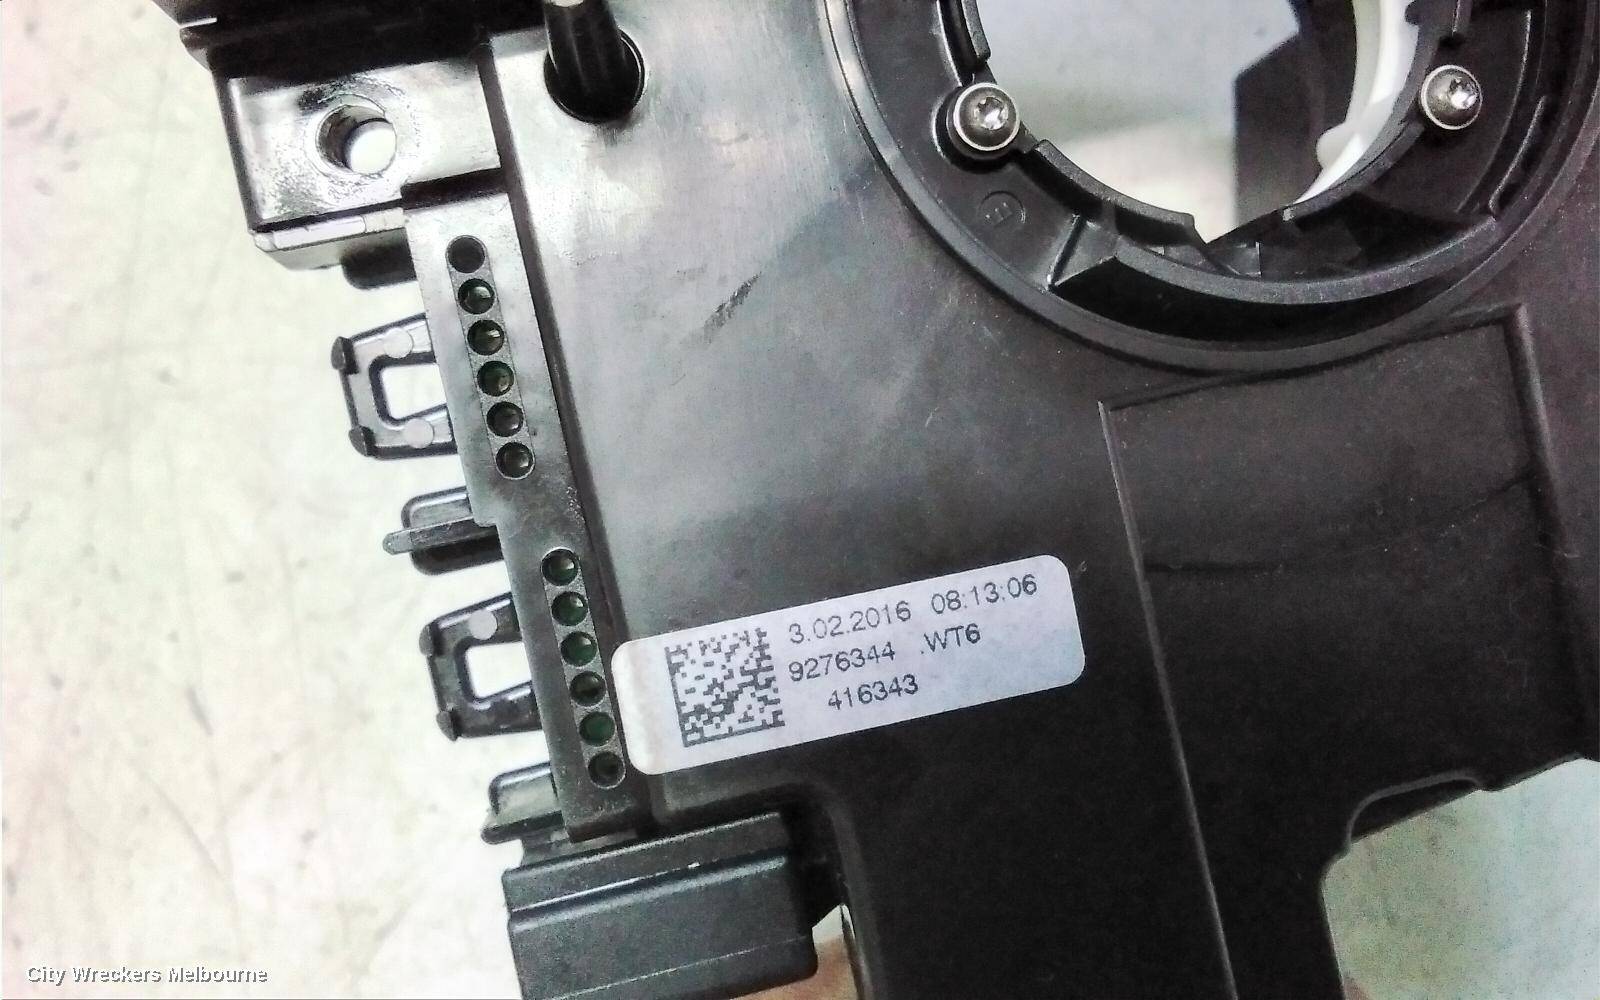 3.02.2016 08:13:06
9276344 .WT6
416343
City Wreckers Melbourne